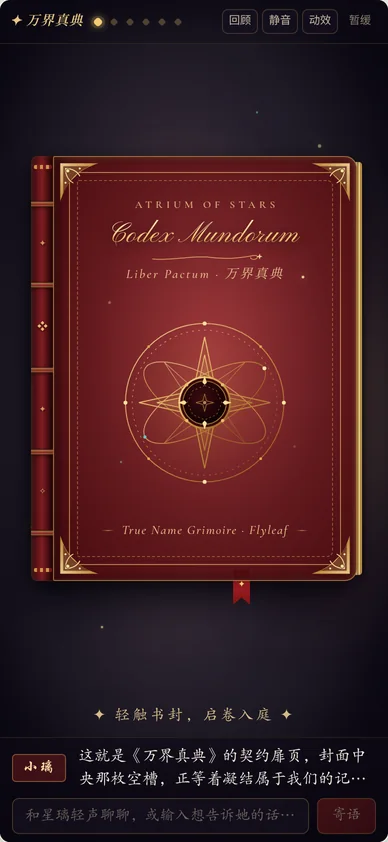 万界真典
回顾 静音 动效 暂缓
ATRIUM OF STARS
Codex Mundorum
Liber Pactum · 万界真典
True Name Grimoire · Flyleaf
轻触书封，启卷入庭
小璃
这就是《万界真典》的契约扉页，封面中
央那枚空槽，正等着凝结属于我们的记…
和星璃轻声聊聊，或输入想告诉她的话…
寄语